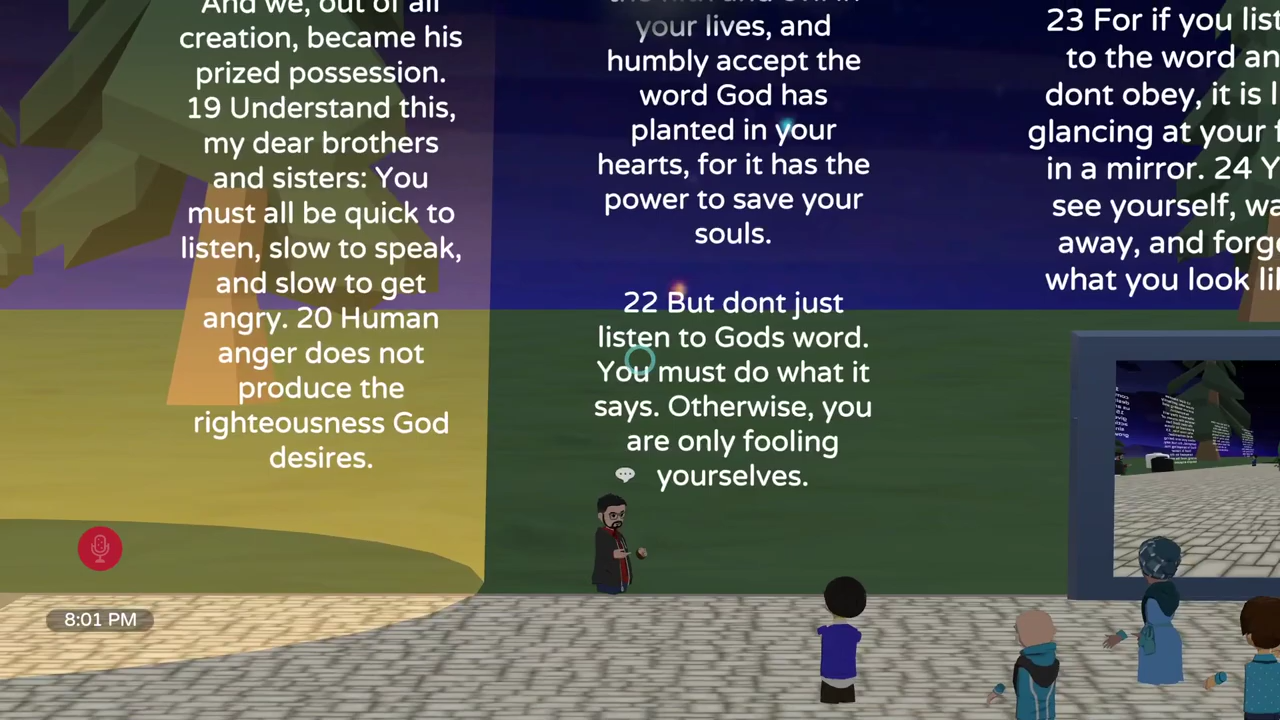 And we, out of all
creation, became his
prized possession.
19 Understand this,
my dear brothers
and sisters: You
must all be quick to
listen, slow to speak,
and slow to get
angry. 20 Human
anger does not
produce the
righteousness God
desires.
your lives, and
humbly accept the
word God has
planted in your
hearts, for it has the
power to save your
souls.
22 But dont just
listen to Gods word.
You must do what it
says. Otherwise, you
are only fooling
yourselves.
23 For if you
to the word
dont obey, it is
glancing at your
in a mirror. 24
see yourself,
away, and
what you look
8:01 PM